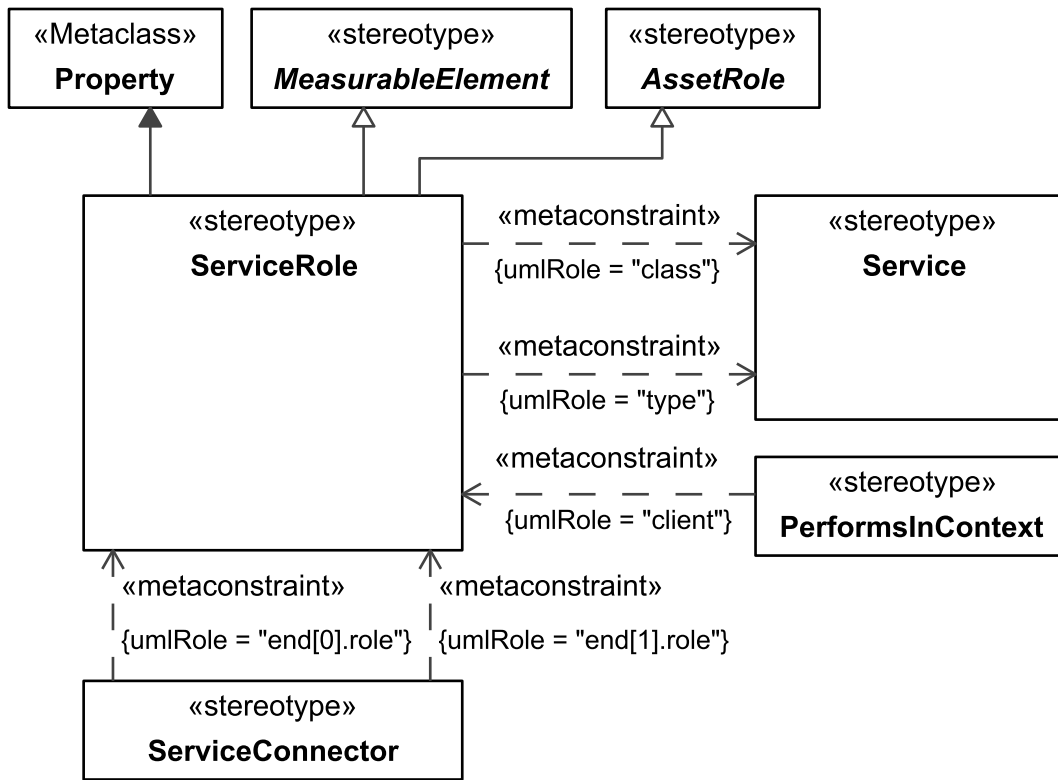 «Metaclass»
Property
«stereotype»
MeasurableElement
«stereotype»
AssetRole
«stereotype»
ServiceRole
«metaconstraint»
{umlRole = "class"}
«stereotype»
Service
«metaconstraint»
{umlRole = "type"}
«metaconstraint»
{umlRole = "client"}
«stereotype»
PerformsInContext
«metaconstraint»
{umlRole = "end[0].role"}
«metaconstraint»
{umlRole = "end[1].role"}
«stereotype»
ServiceConnector